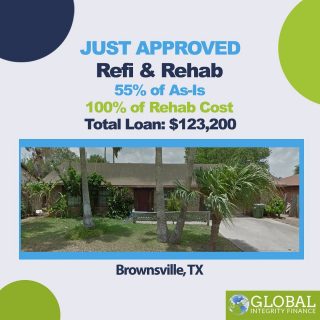 JUST APPROVED
Refi & Rehab
55% of As-Is
100% of Rehab Cost
Total Loan: $123,200
Brownsville, TX
GLOBAL
INTEGRITY FINANCE